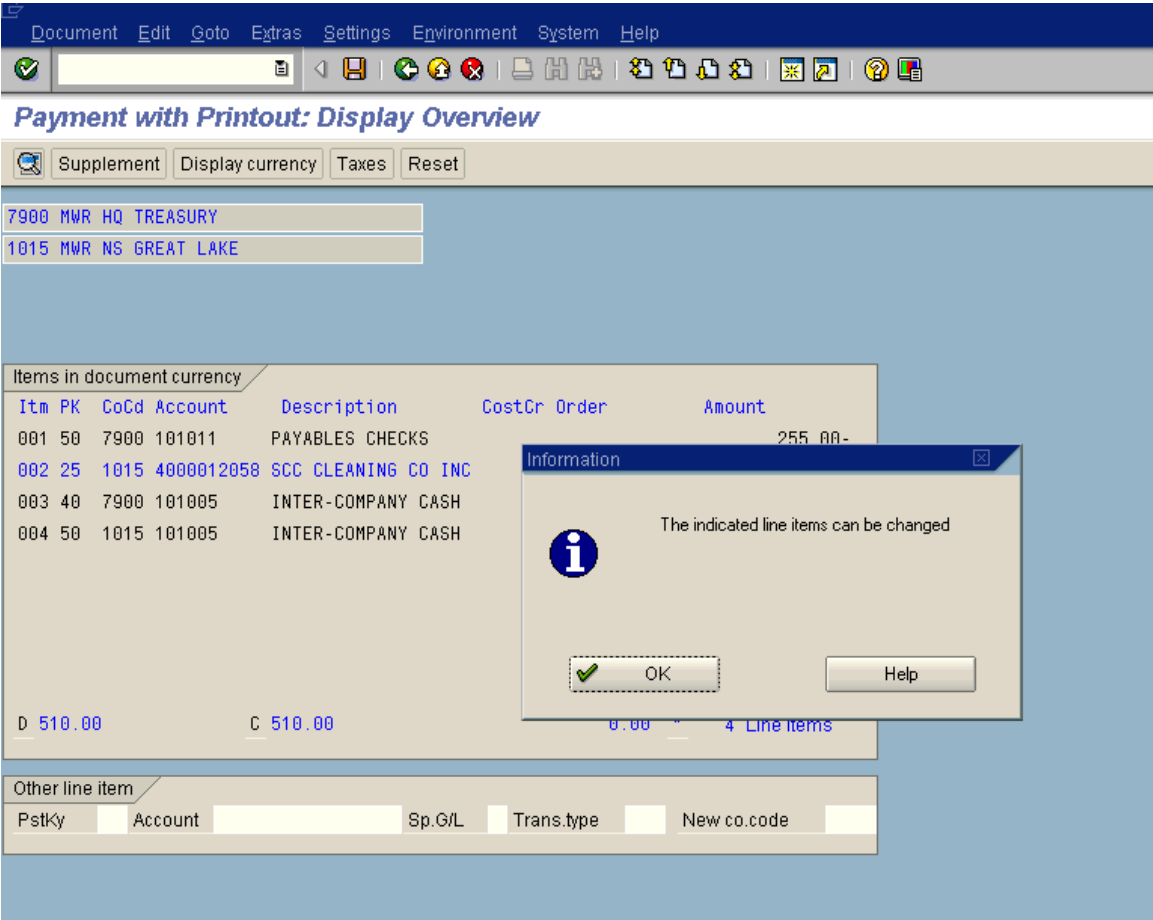 Document Edit Goto Extras Settings Environment System Help
Payment with Printout: Display Overview
Supplement Display currency Taxes Reset
7900 MWR HQ TREASURY
1015 MWR NS GREAT LAKE
Items in document currency
Itm PK CoCd Account Description CostCr Order Amount
001 50 7900 101011 PAYABLES CHECKS 255.00-
002 25 1015 4000012058 SCC CLEANING CO INC
003 40 7900 101005 INTER-COMPANY CASH
004 50 1015 101005 INTER-COMPANY CASH
Information
The indicated line items can be changed
OK Help
D 510.00 C 510.00 0.00 * 4 Line items
Other line item
PstKy Account Sp.G/L Trans.type New co.code